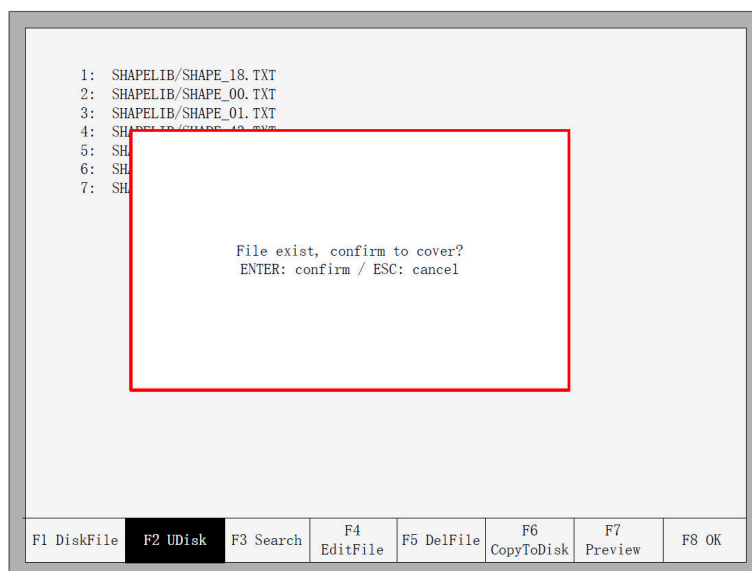 1: SHAPELIB/SHAPE_18.TXT
2: SHAPELIB/SHAPE_00.TXT
3: SHAPELIB/SHAPE_01.TXT
4:
5:
6:
7:
File exist, confirm to cover?
ENTER: confirm / ESC: cancel
F1 DiskFile
F2 UDisk
F3 Search
F4
EditFile
F5 DelFile
F6
CopyToDisk
F7
Preview
F8 OK